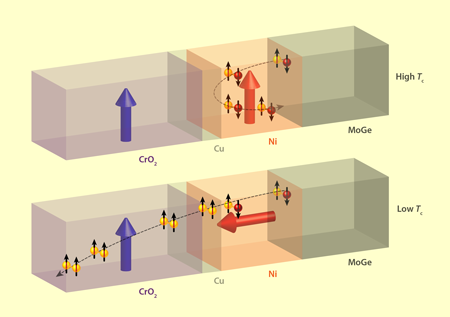 High Tc
MoGe
Ni
Cu
CrO2
Low Tc
MoGe
Ni
Cu
CrO2